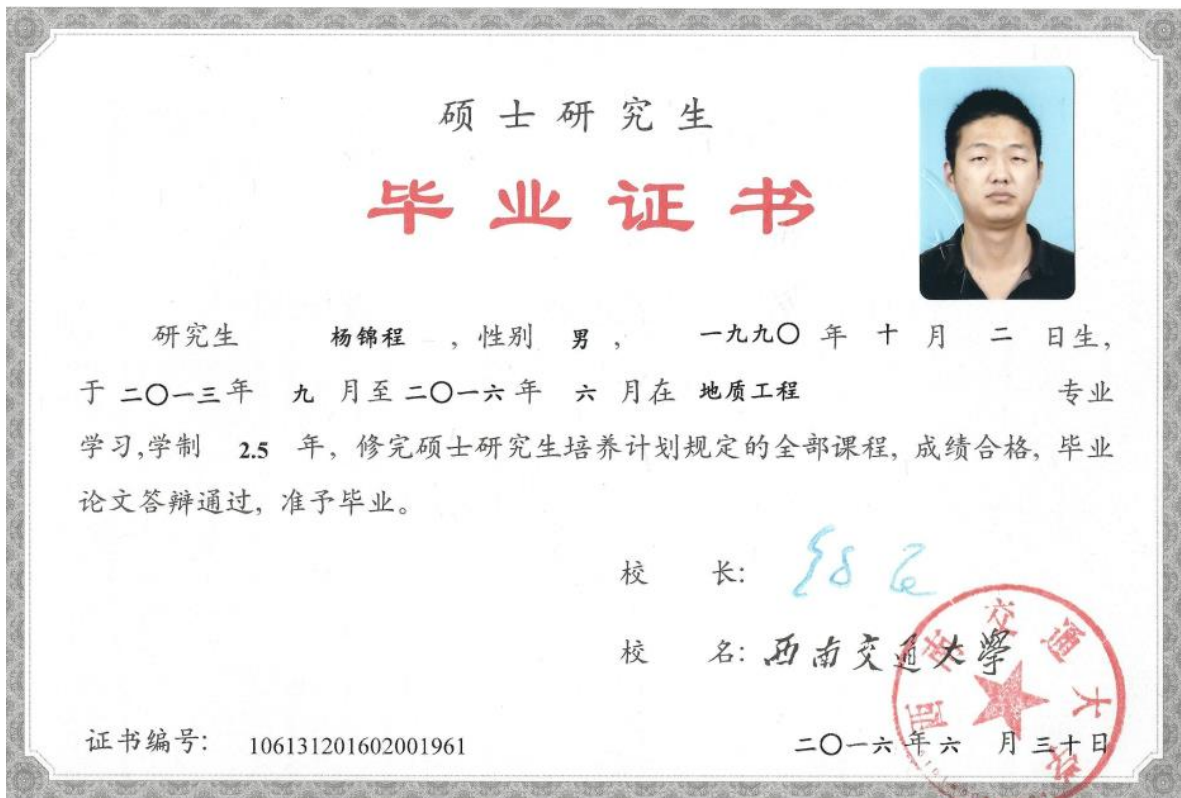 硕士研究生
毕业证书
研究生 杨锦程 ，性别 男 ， 一九九〇 年 十 月 二 日生，
于 二〇一三 年 九 月至 二〇一六 年 六 月在 地质工程 专业
学习,学制 2.5 年，修完硕士研究生培养计划规定的全部课程，成绩合格，毕业
论文答辩通过，准予毕业。
校 长:
校 名: 西南交通大學
西南交通大
证书编号: 106131201602001961
二〇一六 年 六 月 三十日